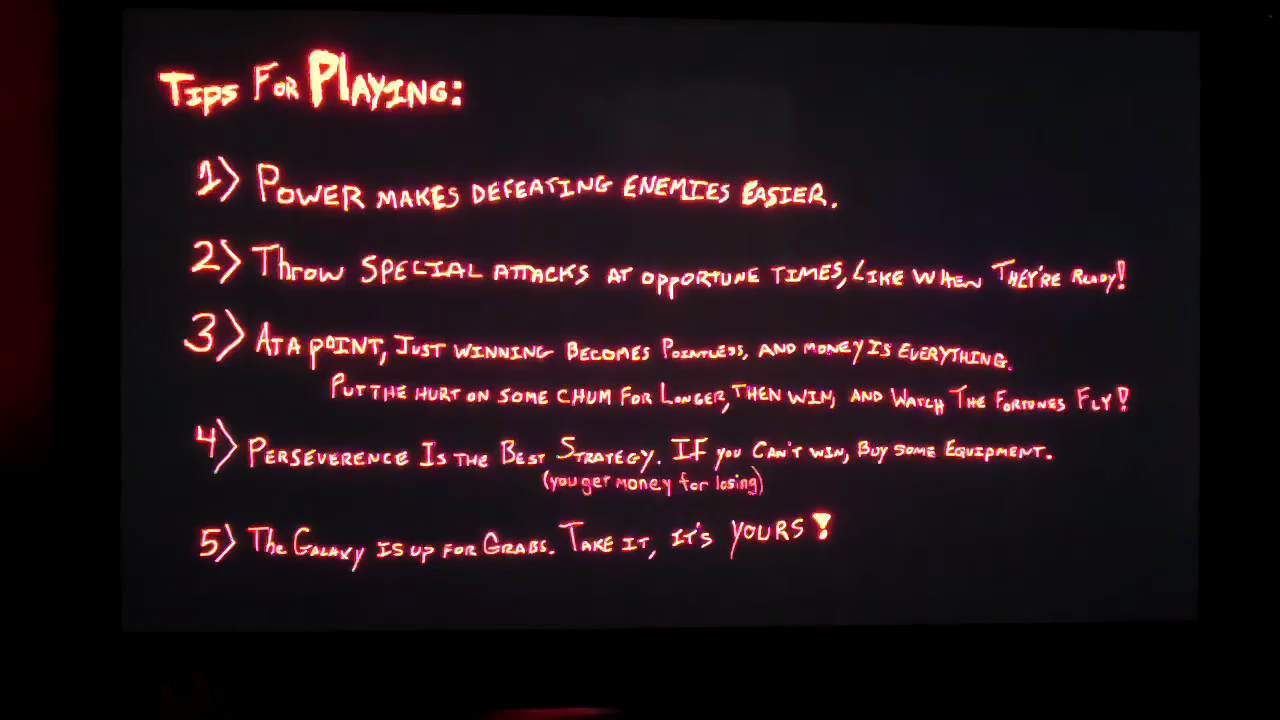 Tips For Playing:
1) Power makes defeating enemies easier.
2) Throw special attacks at opportune times, like when they're ready!
3) At a point, just winning becomes pointless, and money is everything.
Put the hurt on some chum for longer, then win, and watch the fortunes fly!
4) Perseverence is the best strategy. If you can't win, buy some equipment.
(you get money for losing)
5) The Galaxy is up for grabs. Take it, it's yours!